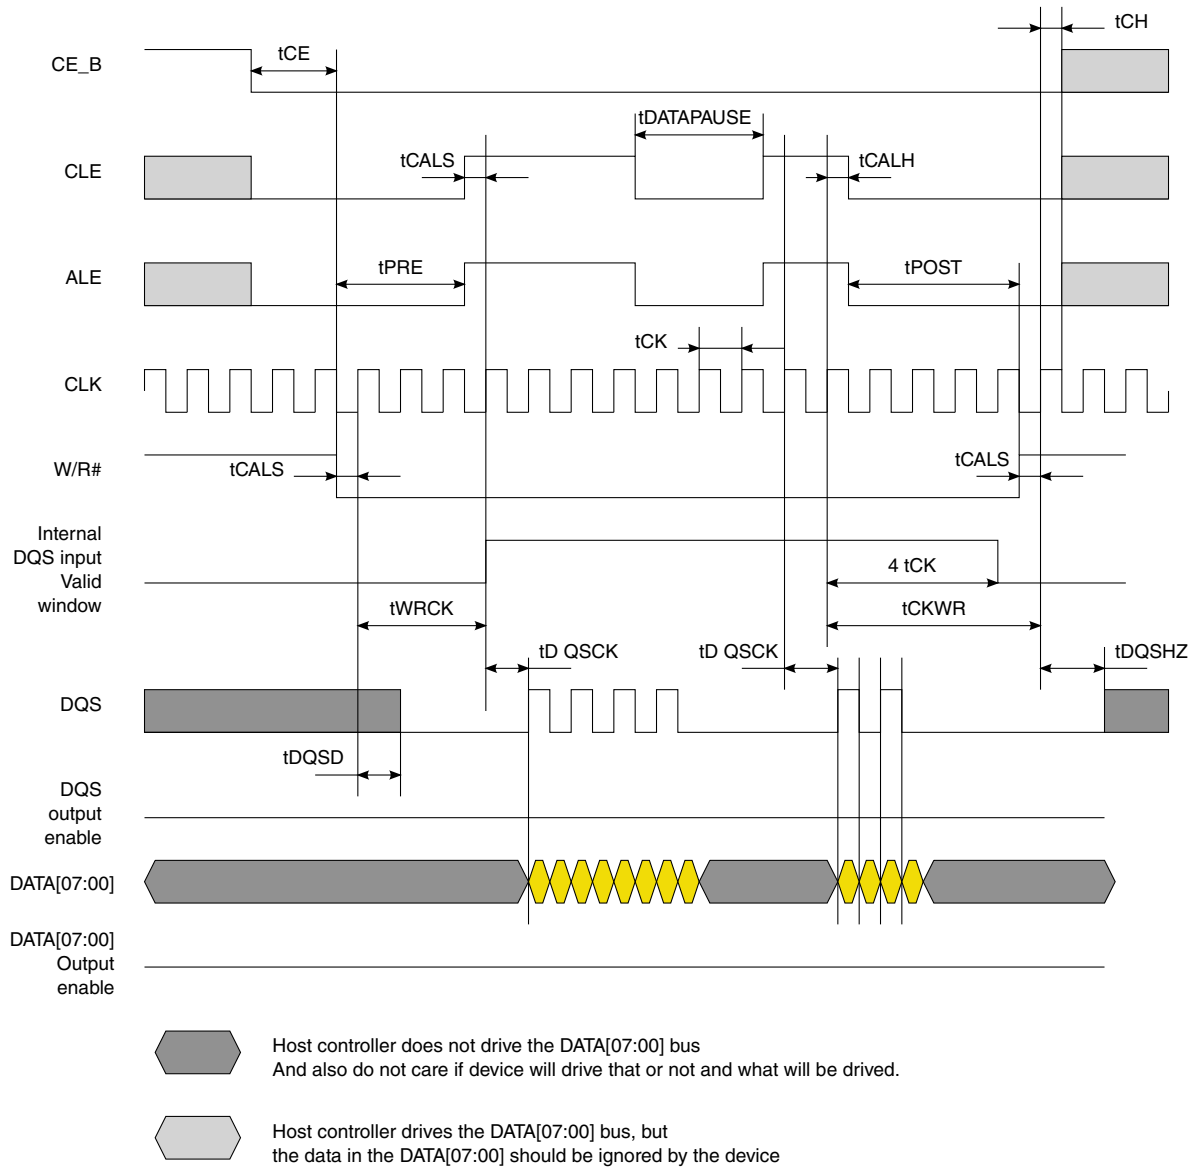 tCH
CE_B
tCE
tDATAPAUSE
CLE
tCALS
tCALH
ALE
tPRE
tPOST
tCK
CLK
W/R#
tCALS
tCALS
Internal
DQS input
Valid
window
4 tCK
tWRCK
tCKWR
tD QSCK
tD QSCK
tDQSHZ
DQS
tDQSD
DQS
output
enable
DATA[07:00]
DATA[07:00]
Output
enable
Host controller does not drive the DATA[07:00] bus
And also do not care if device will drive that or not and what will be drived.
Host controller drives the DATA[07:00] bus, but
the data in the DATA[07:00] should be ignored by the device